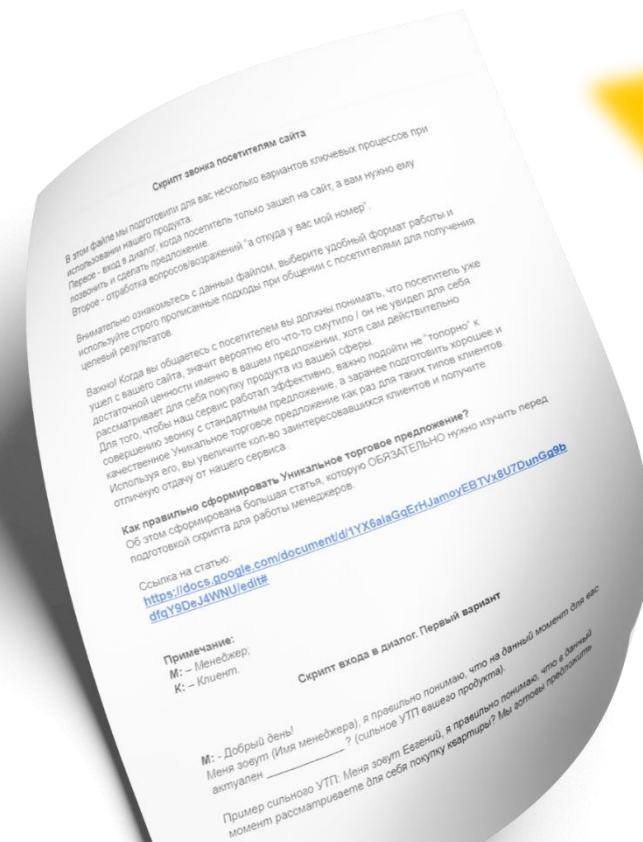 Скрипт звонка посетителям сайта
В этом файле мы подготовили для вас несколько вариантов ключевых процессов при
использовании нашего продукта.
Первое - вход в диалог, когда посетитель только зашел на сайт, а вам нужно ему
позвонить и сделать предложение.
Второе - отработка вопросов/возражений "а откуда у вас мой номер".
Внимательно ознакомьтесь с данным файлом, выберите удобный формат работы и
используйте строго прописанные подходы при общении с посетителями для получения
целевый результатов.
Важно! Когда вы общаетесь с посетителем вы должны понимать, что посетитель уже
ушел с вашего сайта, значит вероятно его что-то смутило / он не увидел для себя
достаточной ценности именно в вашем предложении, хотя сам действительно
рассматривает для себя покупку продукта из вашей сферы.
Для того, чтобы наш сервис работал эффективно, важно подойти не "топорно" к
совершению звонку с стандартным предложение, а заранее подготовить хорошее и
качественное Уникальное торговое предложение как раз для таких типов клиентов.
Используя его, вы увеличите кол-во заинтересовавшихся клиентов и получите
отличную отдачу от нашего сервиса.
Как правильно сформировать Уникальное торговое предложение?
Об этом сформирована большая статья, которую ОБЯЗАТЕЛЬНО нужно изучить перед
подготовкой скрипта для работы менеджеров.
Ссылка на статью:
https://docs.google.com/document/d/1YX6aiaGqErHJamoyEBTVx8U7DunGg9b
dfqY9DeJ4WNU/edit#
Примечание:
М: – Менеджер;
К: – Клиент.
Скрипт входа в диалог. Первый вариант
М: - Добрый день!
Меня зовут (Имя менеджера), я правильно понимаю, что на данный момент для вас
актуален ____________ ? (сильное УТП вашего продукта).
Пример сильного УТП: Меня зовут Евгений, я правильно понимаю, что в данный
момент рассматриваете для себя покупку квартиры? Мы готовы предложить